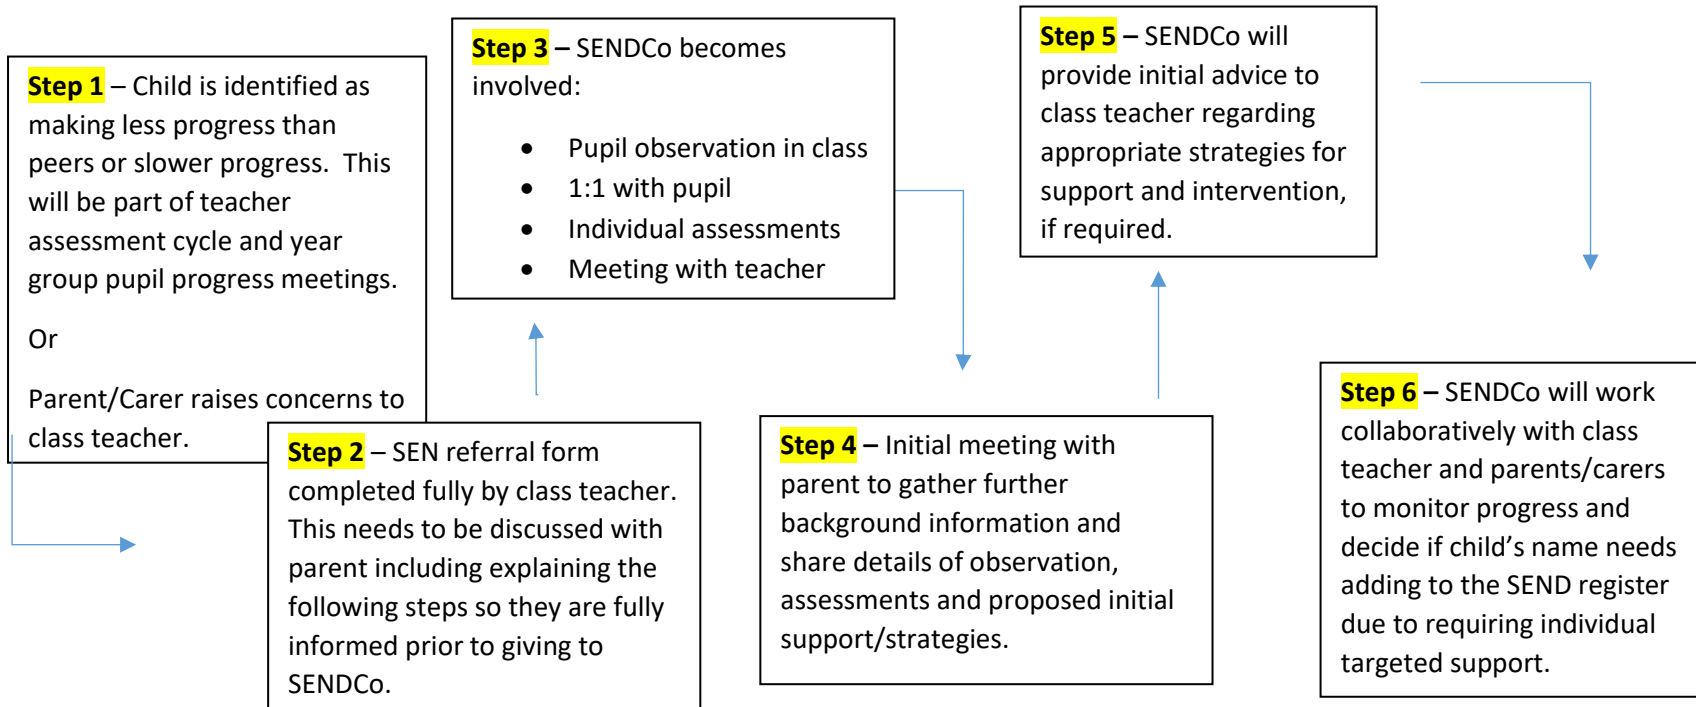 Step 1 – Child is identified as
making less progress than
peers or slower progress.  This
will be part of teacher
assessment cycle and year
group pupil progress meetings.
Or
Parent/Carer raises concerns to
class teacher.
Step 2 – SEN referral form
completed fully by class teacher.
This needs to be discussed with
parent including explaining the
following steps so they are fully
informed prior to giving to
SENDCo.
Step 3 – SENDCo becomes
involved:
• Pupil observation in class
• 1:1 with pupil
• Individual assessments
• Meeting with teacher
Step 4 – Initial meeting with
parent to gather further
background information and
share details of observation,
assessments and proposed initial
support/strategies.
Step 5 – SENDCo will
provide initial advice to
class teacher regarding
appropriate strategies for
support and intervention,
if required.
Step 6 – SENDCo will work
collaboratively with class
teacher and parents/carers
to monitor progress and
decide if child’s name needs
adding to the SEND register
due to requiring individual
targeted support.